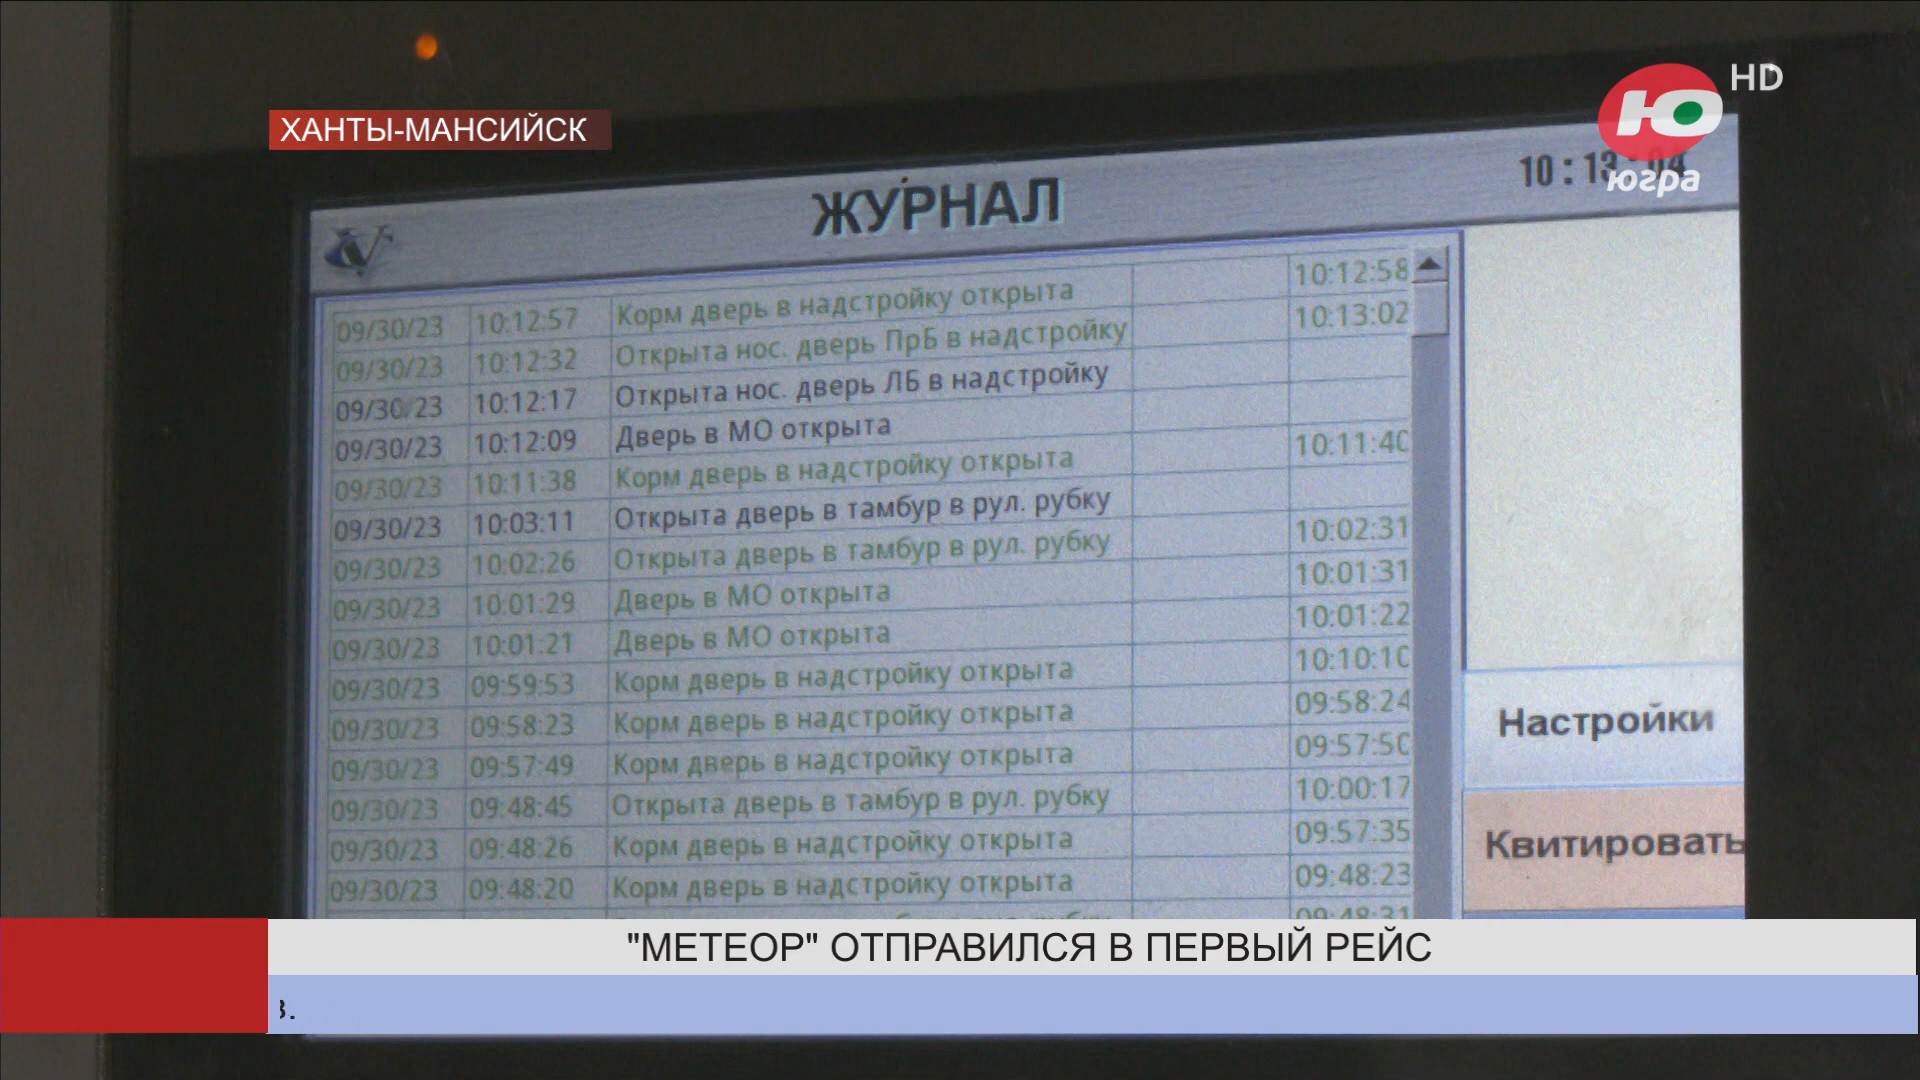 HD
ХАНТЫ-МАНСИЙСК
Ю
югра
ЖУРНАЛ
09/30/23 10:12:57 Корм дверь в надстройку открыта 10:12:58
09/30/23 10:12:32 Открыта нос. дверь ПрБ в надстройку 10:13:02
09/30/23 10:12:17 Открыта нос. дверь ЛБ в надстройку
09/30/23 10:12:09 Дверь в МО открыта
09/30/23 10:11:38 Корм дверь в надстройку открыта 10:11:40
09/30/23 10:03:11 Открыта дверь в тамбур в рул. рубку
09/30/23 10:02:26 Открыта дверь в тамбур в рул. рубку 10:02:31
09/30/23 10:01:29 Дверь в МО открыта 10:01:31
09/30/23 10:01:21 Дверь в МО открыта 10:01:22
09/30/23 09:59:53 Корм дверь в надстройку открыта 10:10:10
09/30/23 09:58:23 Корм дверь в надстройку открыта 09:58:24
09/30/23 09:57:49 Корм дверь в надстройку открыта 09:57:50
09/30/23 09:48:45 Открыта дверь в тамбур в рул. рубку 10:00:17
09/30/23 09:48:26 Корм дверь в надстройку открыта 09:57:35
09/30/23 09:48:20 Корм дверь в надстройку открыта 09:48:23
09:48:31
Настройки
Квитировать
"МЕТЕОР" ОТПРАВИЛСЯ В ПЕРВЫЙ РЕЙС